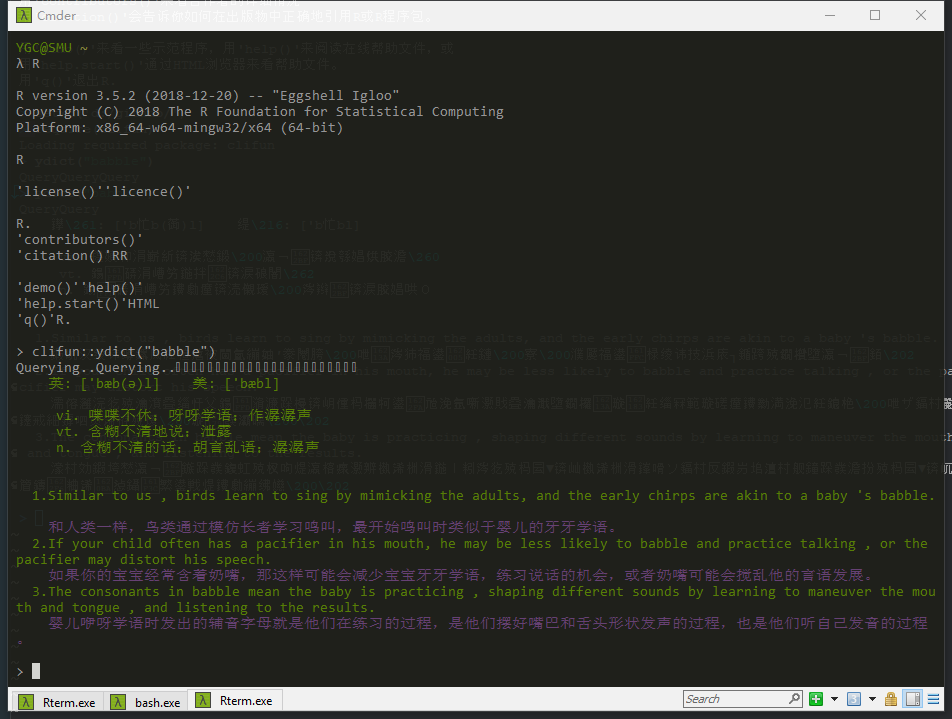 Cmder
YGC@SMU ~
λ R
R version 3.5.2 (2018-12-20) -- "Eggshell Igloo"
Copyright (C) 2018 The R Foundation for Statistical Computing
Platform: x86_64-w64-mingw32/x64 (64-bit)
R
'license()''licence()'
R.
'contributors()'
'citation()'RR
'demo()''help()'
'help.start()'HTML
'q()'R.
> clifun::ydict("babble")
Querying..Querying..
英: ['bæb(ə)l] 美: ['bæbl]
vi. 喋喋不休；呀呀学语；作潺潺声
vt. 含糊不清地说；泄露
n. 含糊不清的话；胡言乱语；潺潺声
1.Similar to us , birds learn to sing by mimicking the adults, and the early chirps are akin to a baby 's babble.
和人类一样，鸟类通过模仿长者学习鸣叫，最开始鸣叫时类似于婴儿的牙牙学语。
2.If your child often has a pacifier in his mouth, he may be less likely to babble and practice talking , or the
pacifier may distort his speech.
如果你的宝宝经常含着奶嘴，那这样可能会减少宝宝牙牙学语，练习说话的机会，或者奶嘴可能会搅乱他的言语发展。
3.The consonants in babble mean the baby is practicing , shaping different sounds by learning to maneuver the mou
th and tongue , and listening to the results.
婴儿咿呀学语时发出的辅音字母就是他们在练习的过程，是他们摆好嘴巴和舌头形状发声的过程，也是他们听自己发音的过程
。
>
Rterm.exe
bash.exe
Rterm.exe
Search